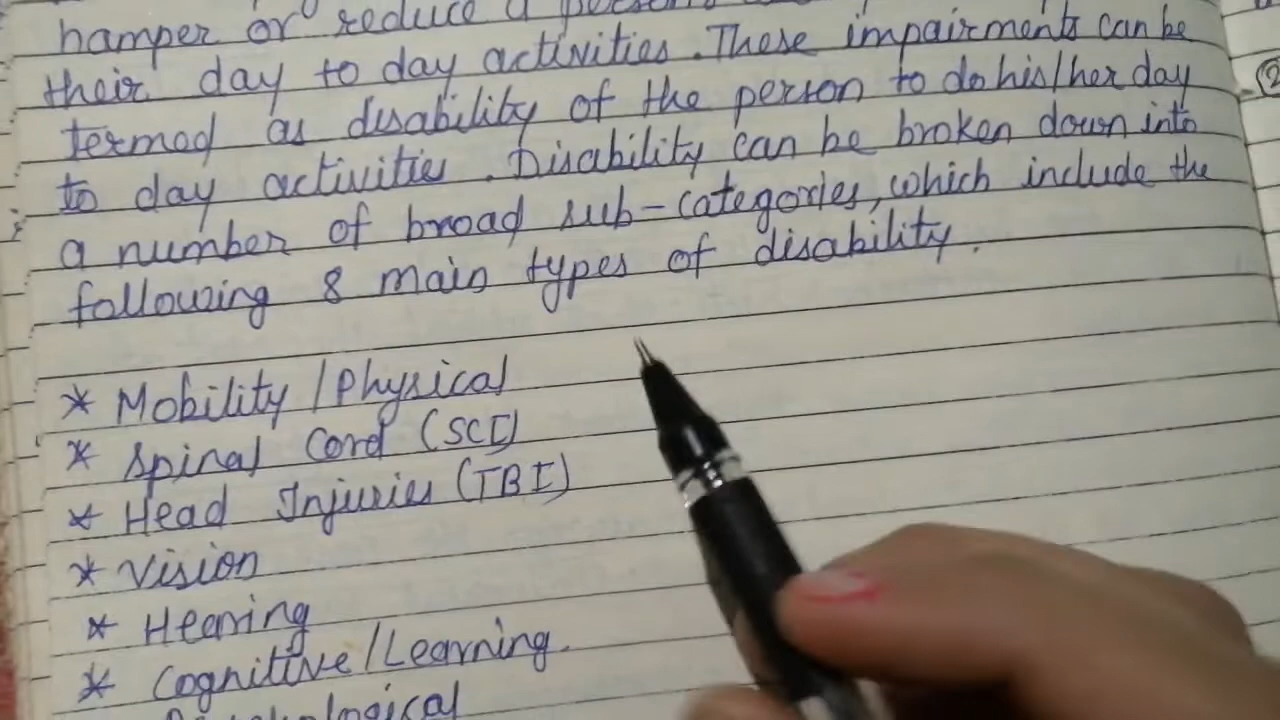 hamper or reduce a person's
their day to day activities. These impairments can be
termed as disability of the person to do his/her day
to day activities. Disability can be broken down into
a number of broad sub-categories, which include the
following 8 main types of disability.
* Mobility/Physical
* Spinal Cord (SCI)
* Head Injuries (TBI)
* Vision
* Hearing
* Cognitive/Learning.
Psychological